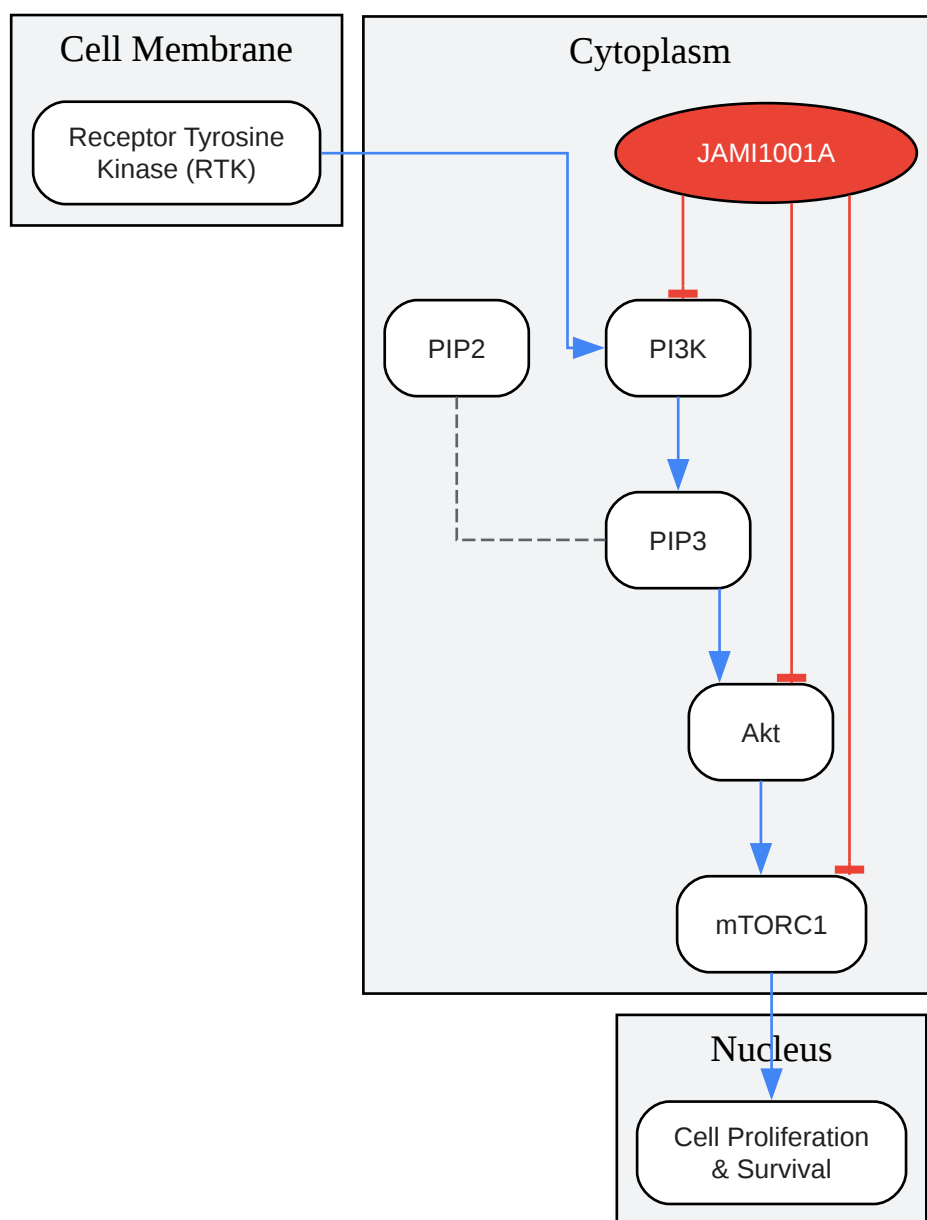 Cell Membrane
Receptor Tyrosine
Kinase (RTK)
Cytoplasm
JAMI1001A
PIP2
PI3K
PIP3
Akt
mTORC1
Nucleus
Cell Proliferation
& Survival